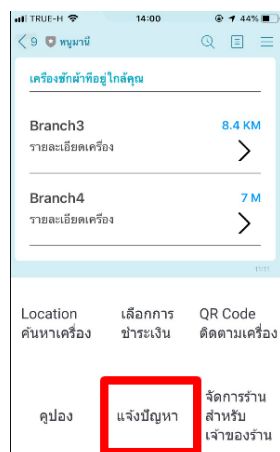 TRUE-H 14:00 44%
9 หนูมานี
เครื่องซักผ้าที่อยู่ใกล้คุณ
Branch3 8.4 KM
รายละเอียดเครื่อง
Branch4 7 M
รายละเอียดเครื่อง
Location
ค้นหาเครื่อง
เลือกการ
ชำระเงิน
QR Code
ติดตามเครื่อง
คูปอง
แจ้งปัญหา
จัดการร้าน
สำหรับ
เจ้าของร้าน